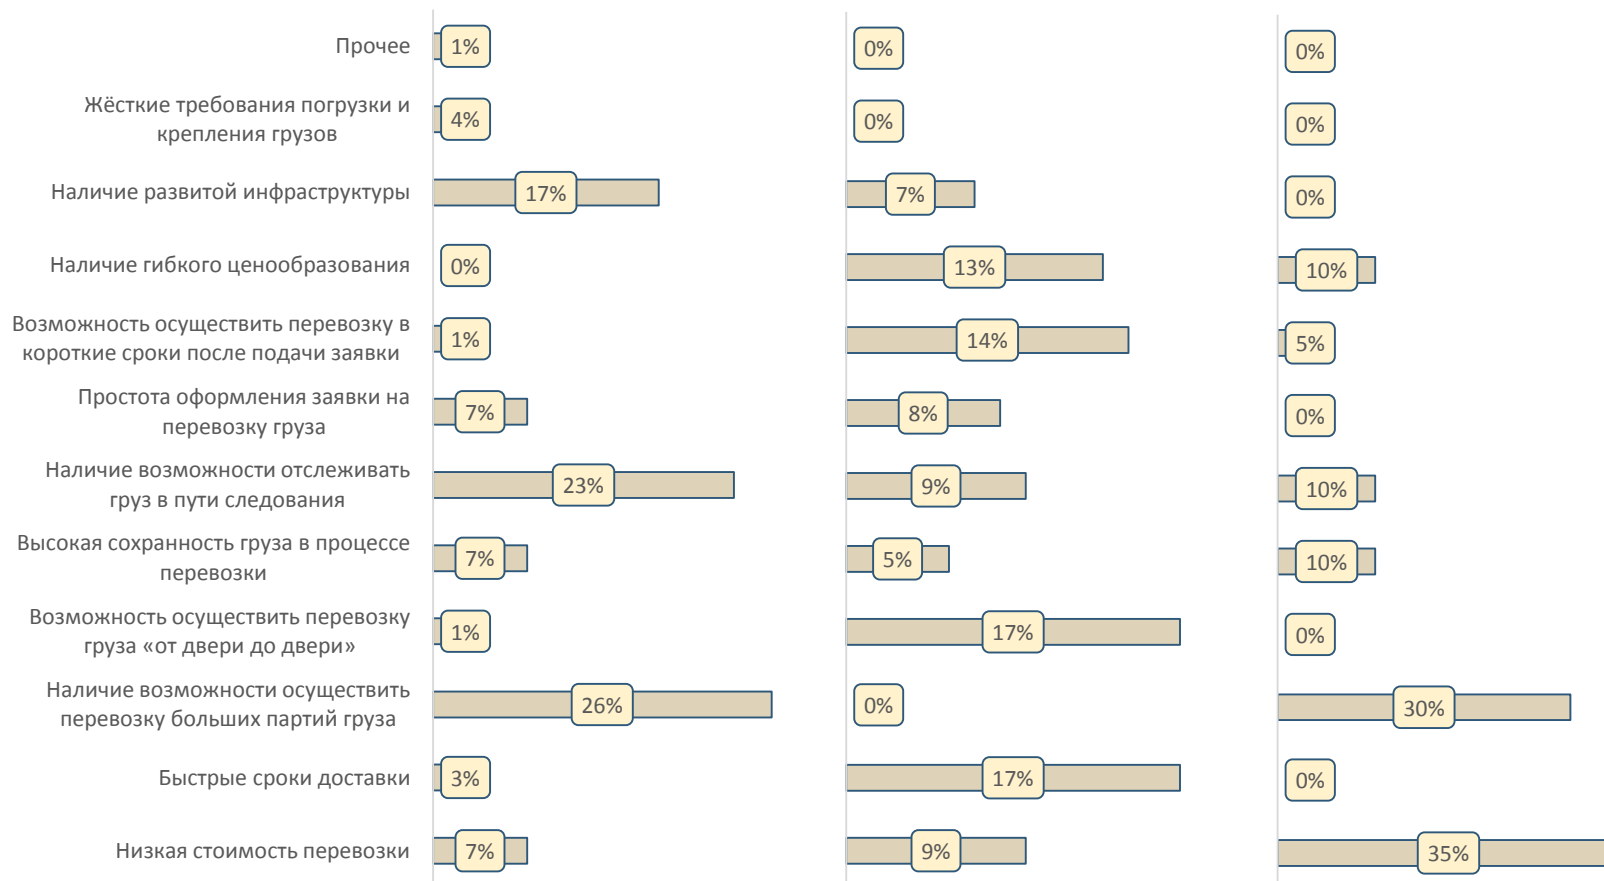 Прочее
1%
0%
0%
Жёсткие требования погрузки и
крепления грузов
4%
0%
0%
Наличие развитой инфраструктуры
17%
7%
0%
Наличие гибкого ценообразования
0%
13%
10%
Возможность осуществить перевозку в
короткие сроки после подачи заявки
1%
14%
5%
Простота оформления заявки на
перевозку груза
7%
8%
0%
Наличие возможности отслеживать
груз в пути следования
23%
9%
10%
Высокая сохранность груза в процессе
перевозки
7%
5%
10%
Возможность осуществить перевозку
груза «от двери до двери»
1%
17%
0%
Наличие возможности осуществить
перевозку больших партий груза
26%
0%
30%
Быстрые сроки доставки
3%
17%
0%
Низкая стоимость перевозки
7%
9%
35%